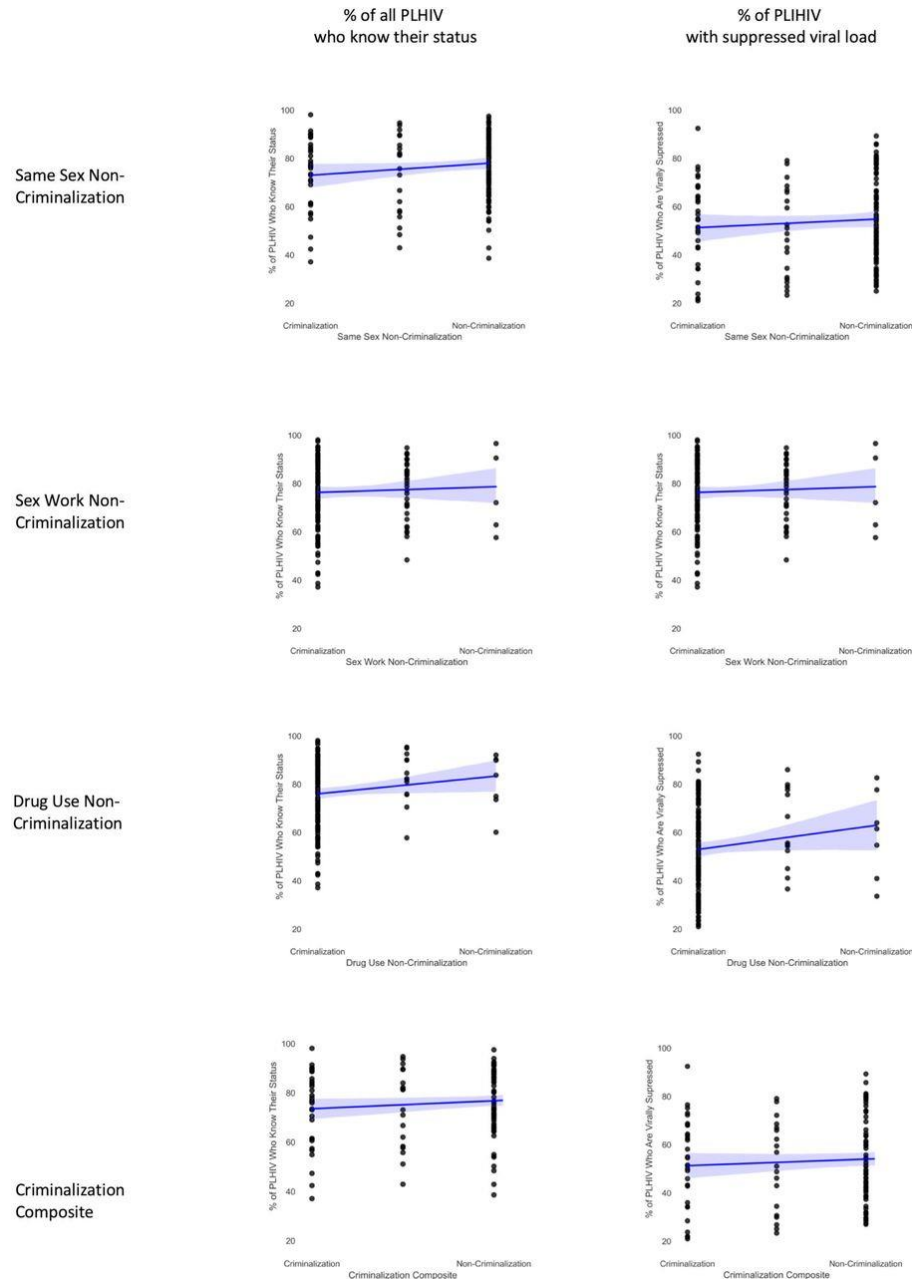 % of all PLHIV
who know their status
% of PLIHIV
with suppressed viral load
Same Sex Non-
Criminalization
% of PLHIV Who Know Their Status
100
80
60
40
20
Criminalization
Non-Criminalization
Same Sex Non-Criminalization
% of PLHIV Who Are Virally Supressed
100
80
60
40
20
Criminalization
Non-Criminalization
Same Sex Non-Criminalization
Sex Work Non-
Criminalization
% of PLHIV Who Know Their Status
100
80
60
40
20
Criminalization
Non-Criminalization
Sex Work Non-Criminalization
% of PLHIV Who Know Their Status
100
80
60
40
20
Criminalization
Non-Criminalization
Sex Work Non-Criminalization
Drug Use Non-
Criminalization
% of PLHIV Who Know Their Status
100
80
60
40
20
Criminalization
Non-Criminalization
Drug Use Non-Criminalization
% of PLHIV Who Are Virally Supressed
100
80
60
40
20
Criminalization
Non-Criminalization
Drug Use Non-Criminalization
Criminalization
Composite
% of PLHIV Who Know Their Status
100
80
60
40
20
Criminalization
Non-Criminalization
Criminalization Composite
% of PLHIV Who Are Virally Supressed
100
80
60
40
20
Criminalization
Non-Criminalization
Criminalization Composite